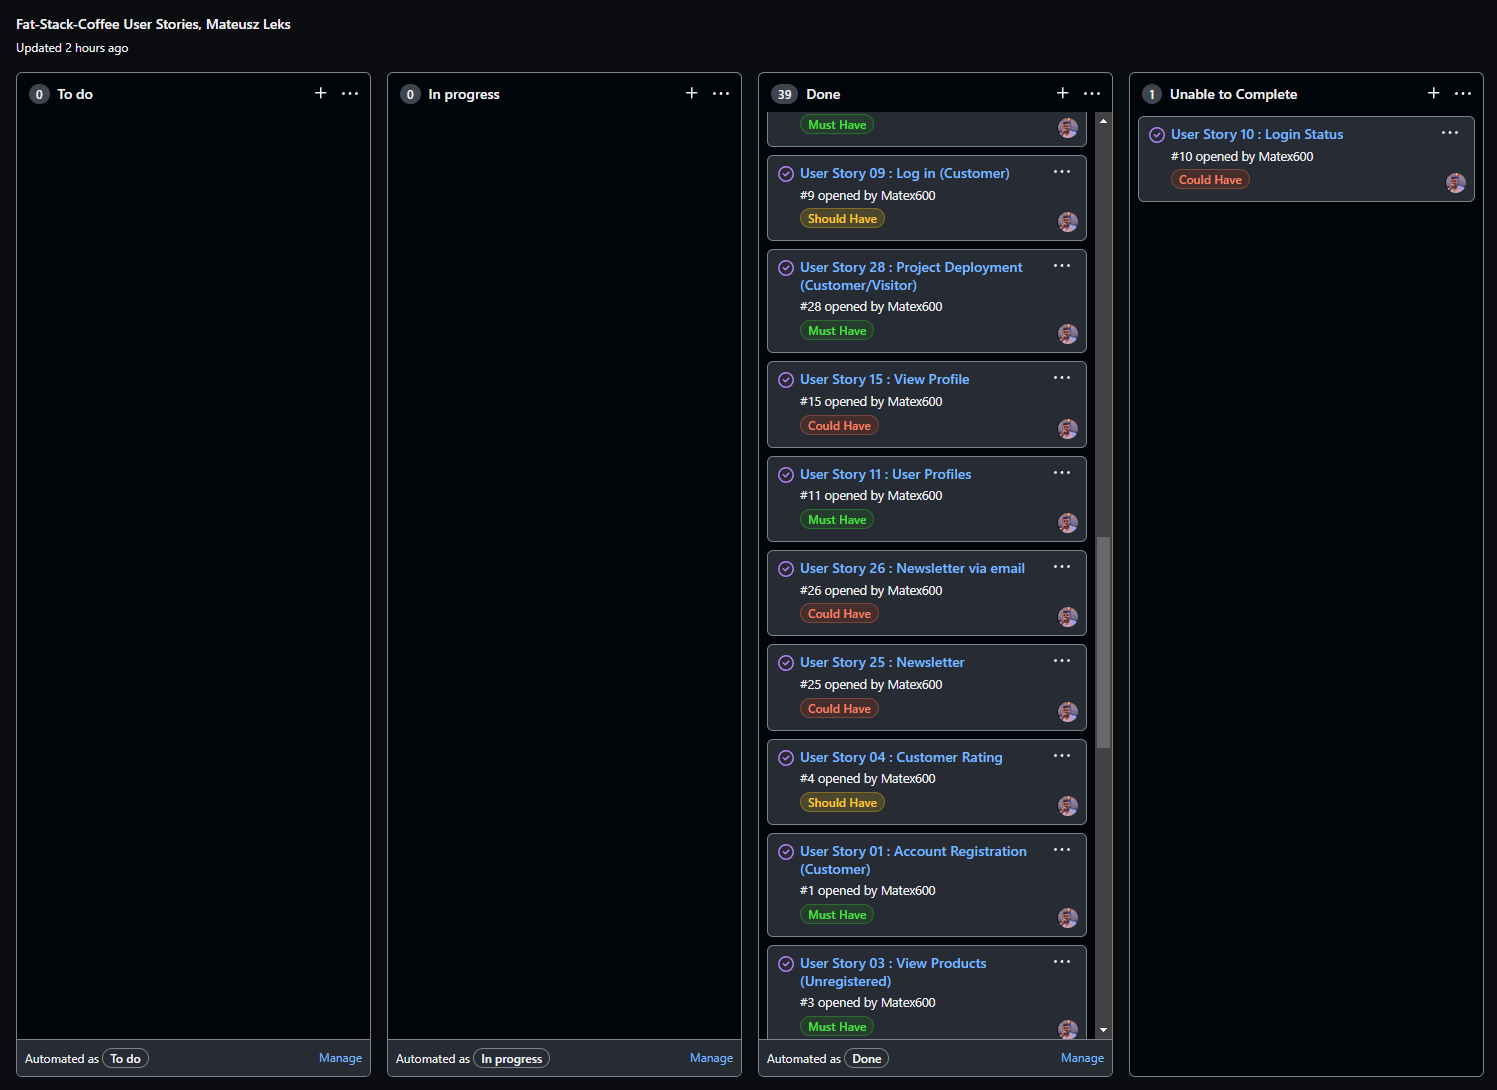 Fat-Stack-Coffee User Stories, Mateusz Leks
Updated 2 hours ago
0 To do
Automated as To do
Manage
0 In progress
Automated as In progress
Manage
39 Done
Must Have
User Story 09 : Log in (Customer)
#9 opened by Matex600
Should Have
User Story 28 : Project Deployment
(Customer/Visitor)
#28 opened by Matex600
Must Have
User Story 15 : View Profile
#15 opened by Matex600
Could Have
User Story 11 : User Profiles
#11 opened by Matex600
Must Have
User Story 26 : Newsletter via email
#26 opened by Matex600
Could Have
User Story 25 : Newsletter
#25 opened by Matex600
Could Have
User Story 04 : Customer Rating
#4 opened by Matex600
Should Have
User Story 01 : Account Registration
(Customer)
#1 opened by Matex600
Must Have
User Story 03 : View Products
(Unregistered)
#3 opened by Matex600
Must Have
Automated as Done
Manage
1 Unable to Complete
User Story 10 : Login Status
#10 opened by Matex600
Could Have